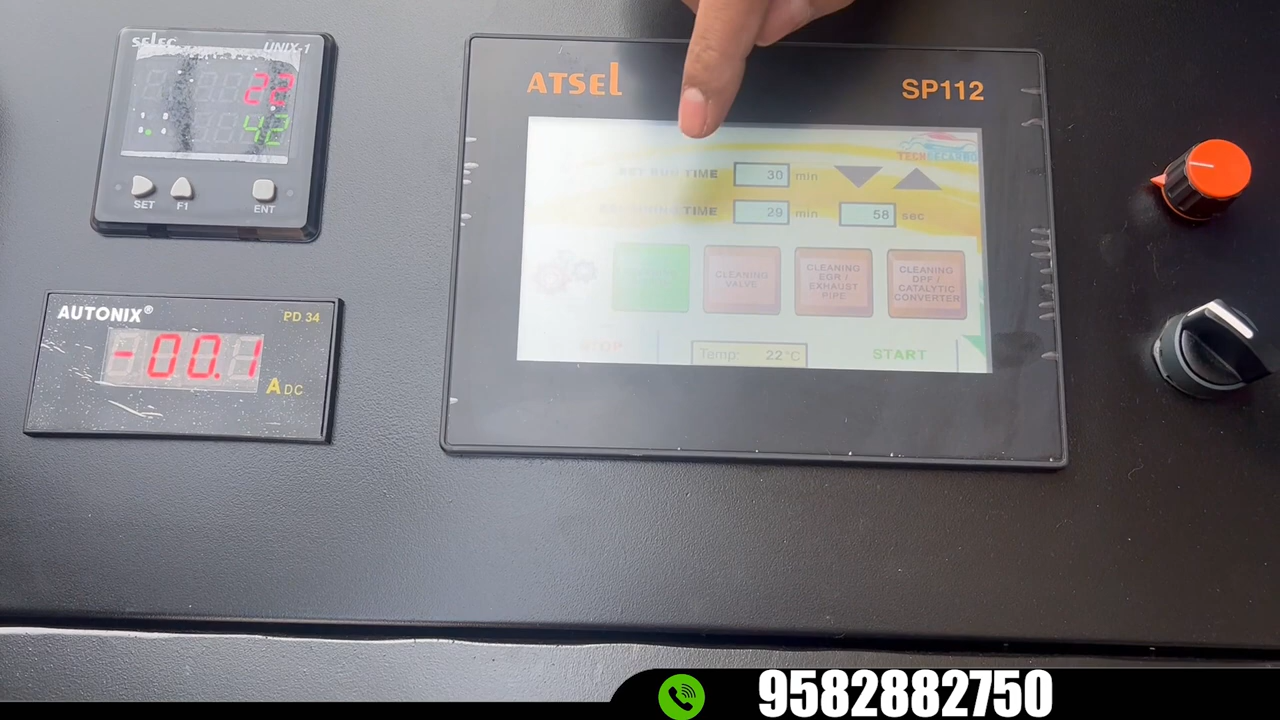 selec
UNIX-1
22
42
SET
F1
ENT
AUTONIX®
PD 34
-00.1
A DC
ATSEL
SP112
TECHDECARBO
SET RUN TIME
30 min
29 min
58 sec
CLEANING
VALVE
CLEANING
EGR /
EXHAUST
PIPE
CLEANING
DPF /
CATALYTIC
CONVERTER
STOP
Temp: 22°C
START
9582882750